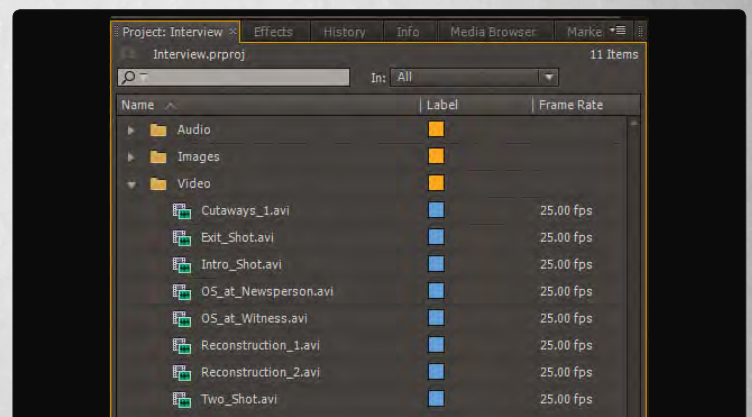 Project: Interview × Effects History Info Media Browser Marke
Interview.prproj 11 Items
In: All
Name Label Frame Rate
Audio
Images
Video
Cutaways_1.avi 25.00 fps
Exit_Shot.avi 25.00 fps
Intro_Shot.avi 25.00 fps
OS_at_Newsperson.avi 25.00 fps
OS_at_Witness.avi 25.00 fps
Reconstruction_1.avi 25.00 fps
Reconstruction_2.avi 25.00 fps
Two_Shot.avi 25.00 fps